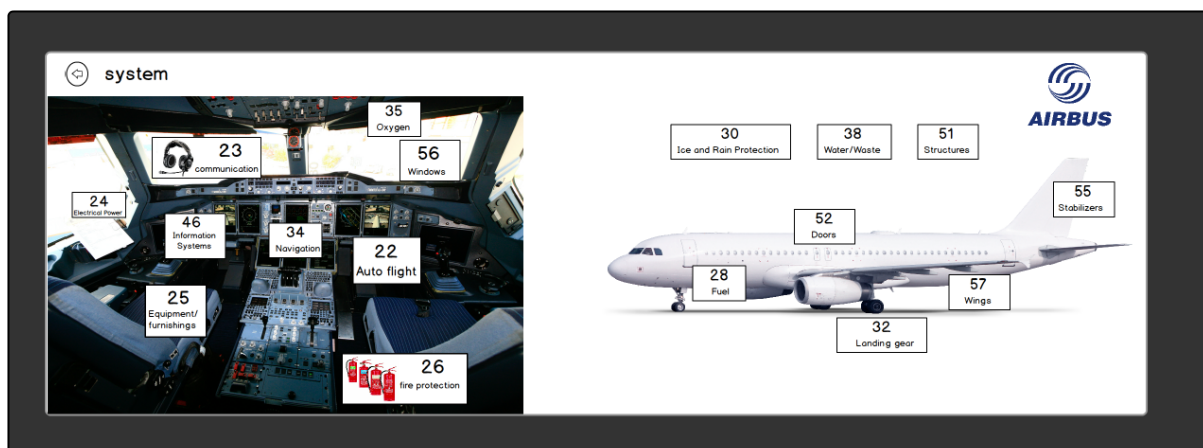 system
35
Oxygen
23
communication
56
Windows
24
Electrical Power
46
Information
Systems
34
Navigation
22
Auto flight
25
Equipment/
furnishings
26
fire protection
AIRBUS
30
Ice and Rain Protection
38
Water/Waste
51
Structures
55
Stabilizers
52
Doors
28
Fuel
57
Wings
32
Landing gear